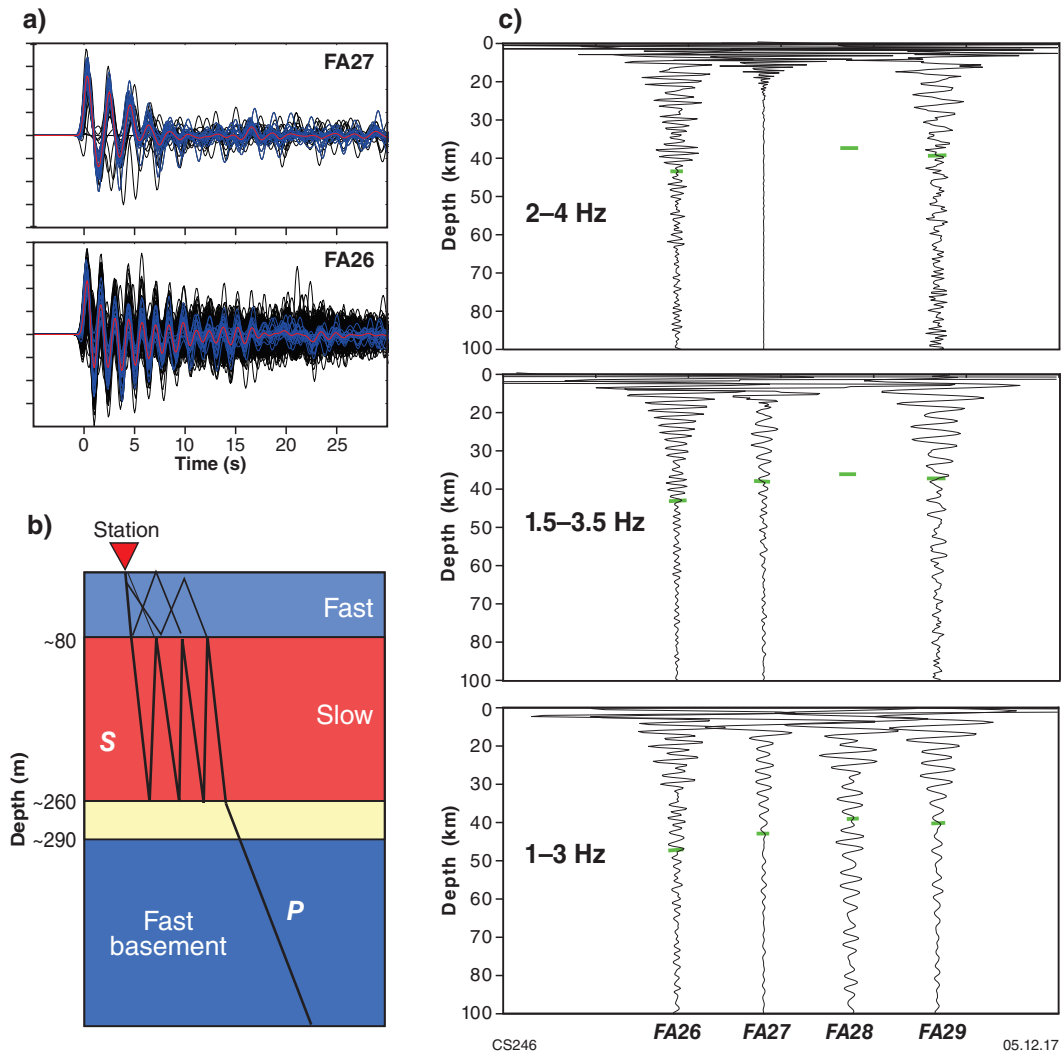 a)
FA27
FA26
0 5 10 15 20 25
Time (s)
b)
Station
Fast
~80
Slow
S
~260
~290
Depth (m)
P
Fast
basement
c)
0
20
30
40
50
60
70
80
90
100
Depth (km)
2–4 Hz
0
20
30
40
50
60
70
80
90
100
Depth (km)
1.5–3.5 Hz
0
10
20
30
40
50
60
70
80
90
100
Depth (km)
1–3 Hz
FA26 FA27 FA28 FA29
CS246 05.12.17